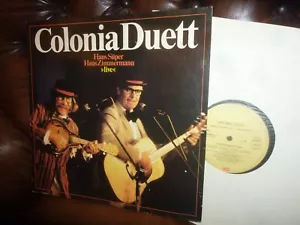 Colonia Duett
Hans Süper
Hans Zimmermann
»live«